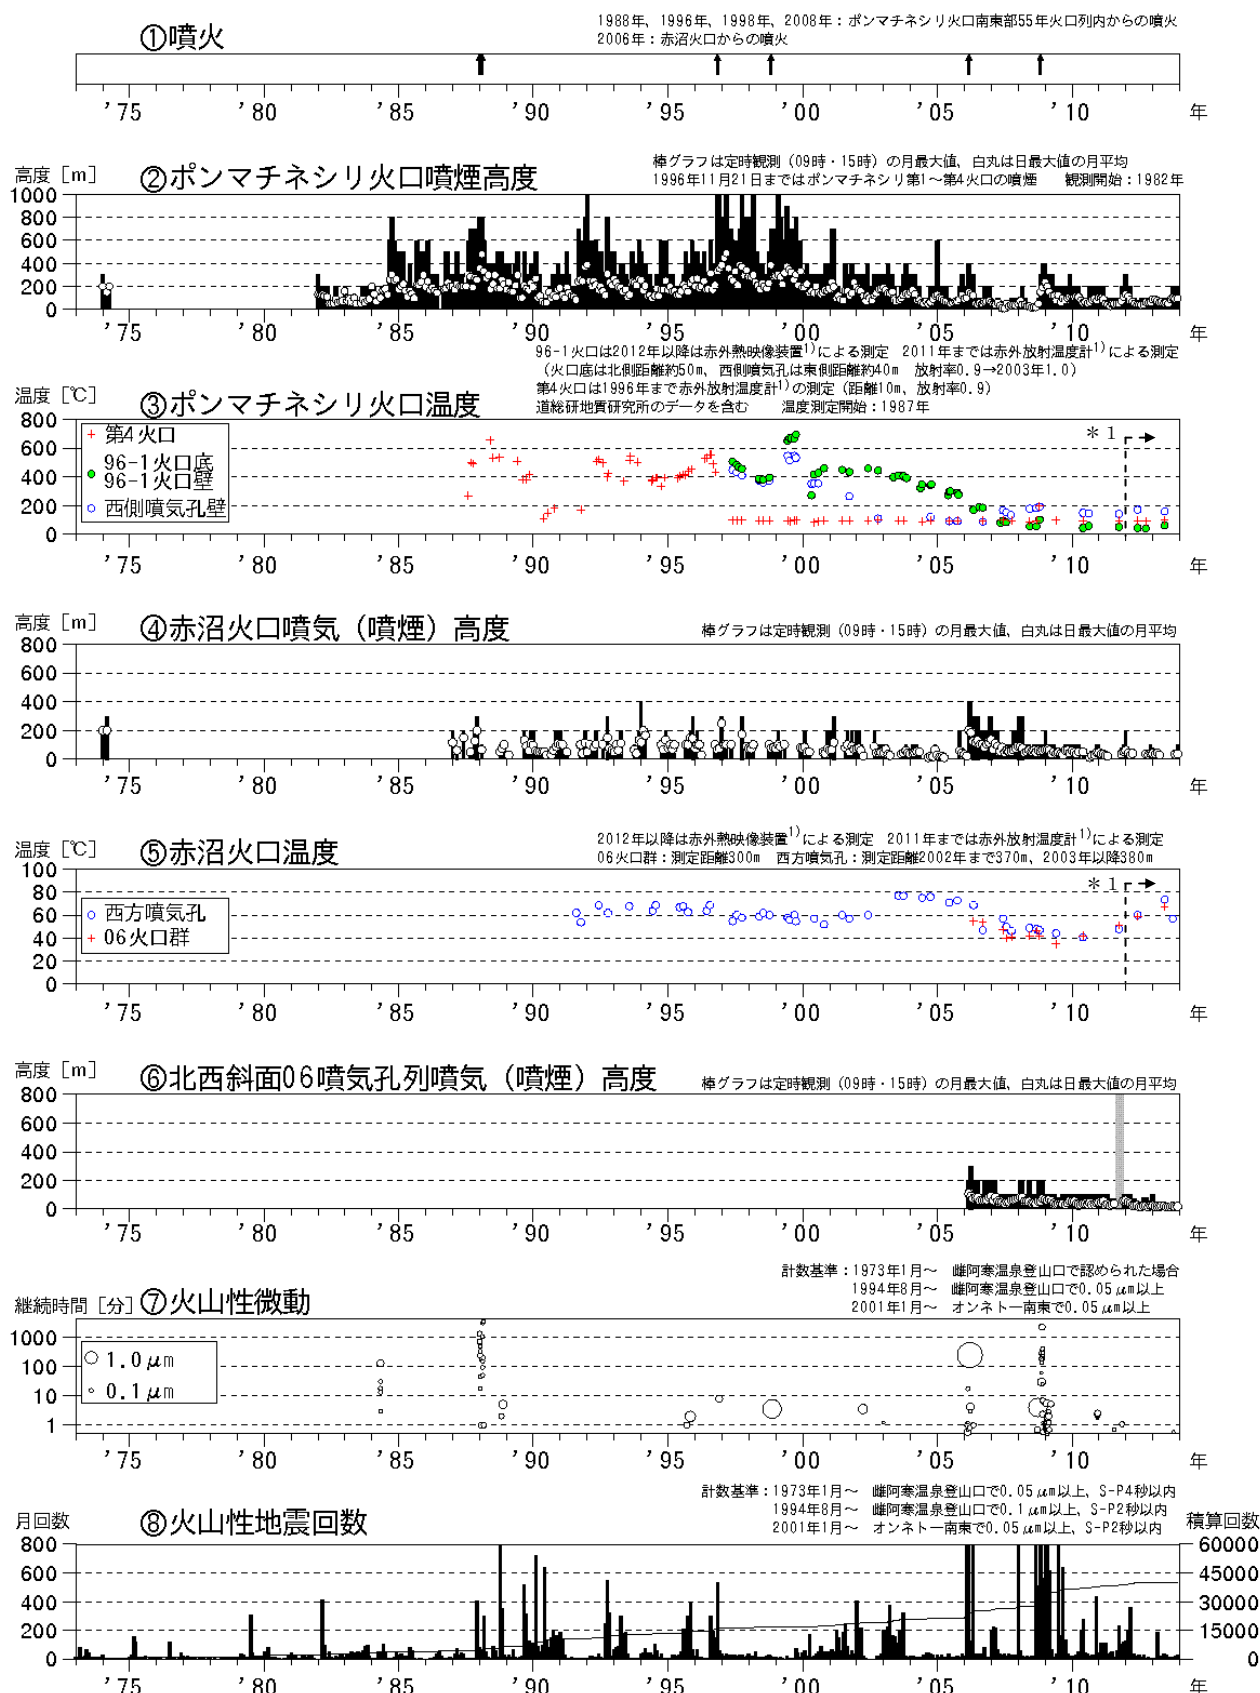 ①噴火
1988年、1996年、1998年、2008年：ポンマチネシリ火口南東部55年火口列内からの噴火
2006年：赤沼火口からの噴火
'75 '80 '85 '90 '95 '00 '05 '10 年
高度［m］
②ポンマチネシリ火口噴煙高度
棒グラフは定時観測（09時・15時）の月最大値、白丸は日最大値の月平均
1996年11月21日まではポンマチネシリ第1～第4火口の噴煙　観測開始：1982年
1000
800
600
400
200
0
'75 '80 '85 '90 '95 '00 '05 '10 年
96-1火口は2012年以降は赤外熱映像装置1)による測定　2011年までは赤外放射温度計1)による測定
（火口底は北側距離約50m、西側噴気孔は東側距離約40m　放射率0.9→2003年1.0）
第4火口は1996年まで赤外放射温度計1)の測定（距離10m、放射率0.9）
道総研地質研究所のデータを含む　温度測定開始：1987年
温度［℃］
③ポンマチネシリ火口温度
800
600
400
200
0
第4火口
96-1火口底
96-1火口壁
西側噴気孔壁
＊1
'75 '80 '85 '90 '95 '00 '05 '10 年
高度［m］
④赤沼火口噴気（噴煙）高度
棒グラフは定時観測（09時・15時）の月最大値、白丸は日最大値の月平均
800
600
400
200
0
'75 '80 '85 '90 '95 '00 '05 '10 年
温度［℃］
⑤赤沼火口温度
2012年以降は赤外熱映像装置1)による測定　2011年までは赤外放射温度計1)による測定
06火口群：測定距離300m　西方噴気孔：測定距離2002年まで370m、2003年以降380m
100
80
60
40
20
0
西方噴気孔
06火口群
＊1
'75 '80 '85 '90 '95 '00 '05 '10 年
高度［m］
⑥北西斜面06噴気孔列噴気（噴煙）高度
棒グラフは定時観測（09時・15時）の月最大値、白丸は日最大値の月平均
800
600
400
200
0
'75 '80 '85 '90 '95 '00 '05 '10 年
計数基準：1973年1月～　雌阿寒温泉登山口で認められた場合
1994年8月～　雌阿寒温泉登山口で0.05μm以上
2001年1月～　オンネトー南東で0.05μm以上
継続時間［分］
⑦火山性微動
1000
100
10
1
1.0μm
0.1μm
'75 '80 '85 '90 '95 '00 '05 '10 年
計数基準：1973年1月～　雌阿寒温泉登山口で0.05μm以上、S-P4秒以内
1994年8月～　雌阿寒温泉登山口で0.1μm以上、S-P2秒以内
2001年1月～　オンネトー南東で0.05μm以上、S-P2秒以内
月回数
⑧火山性地震回数
積算回数
800
600
400
200
0
60000
45000
30000
15000
0
'75 '80 '85 '90 '95 '00 '05 '10 年